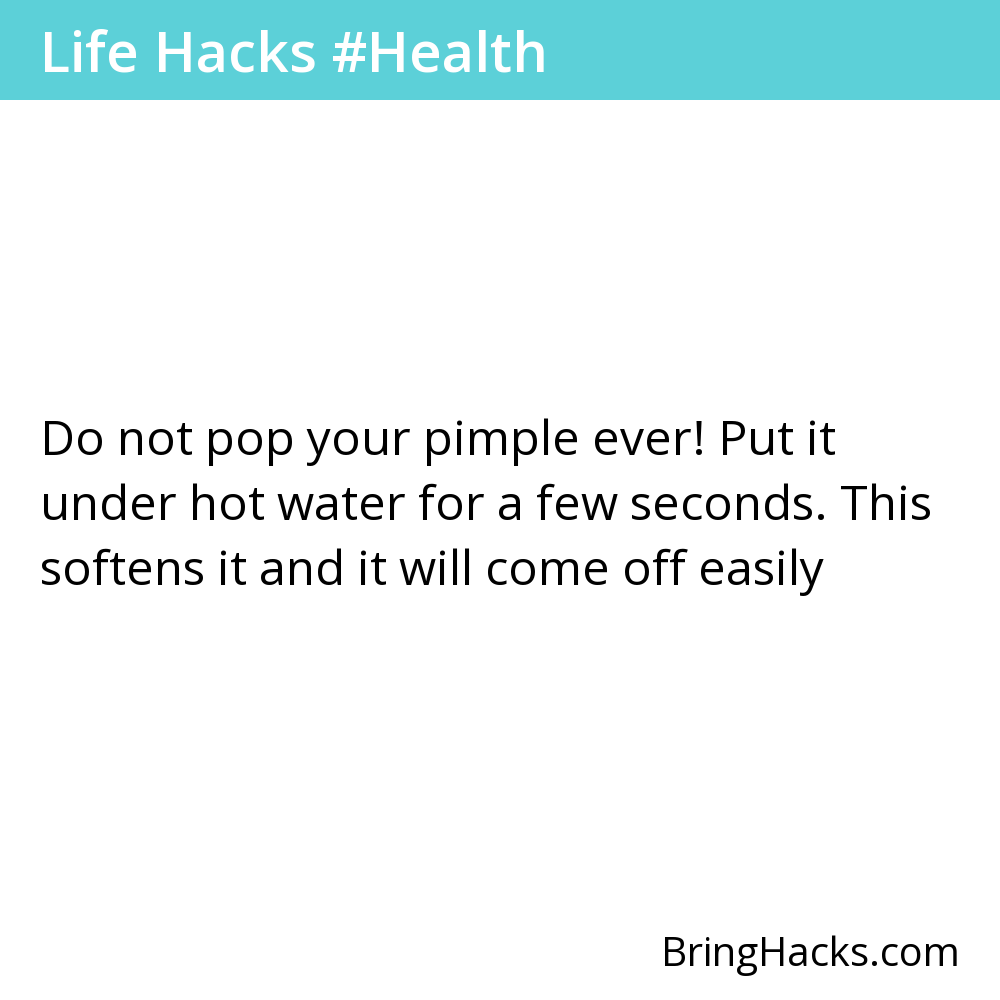 Life Hacks #Health
Do not pop your pimple ever! Put it
under hot water for a few seconds. This
softens it and it will come off easily
BringHacks.com